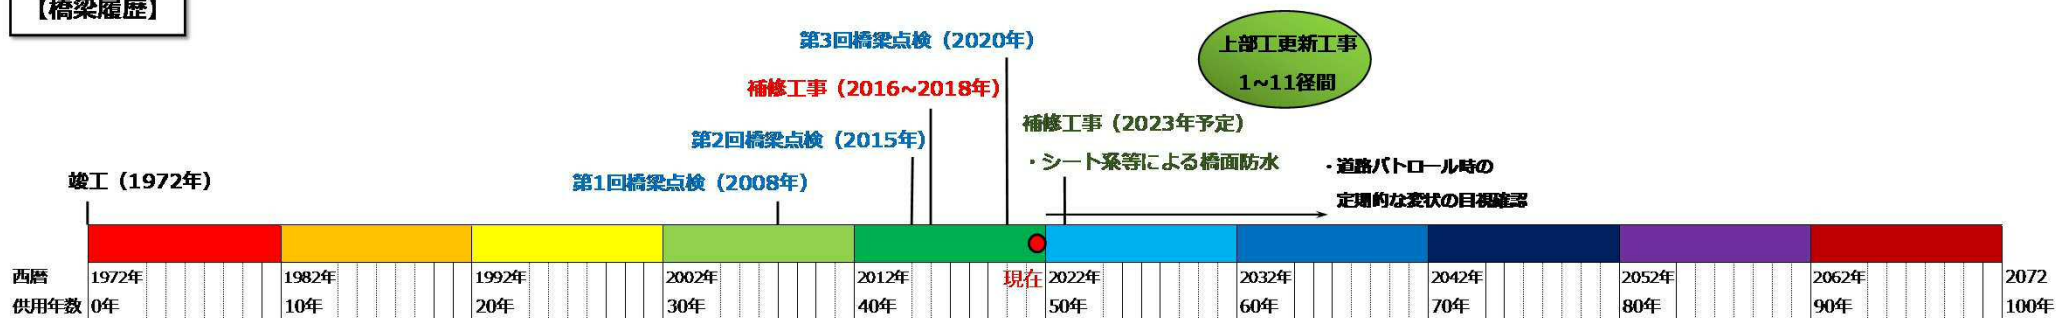 【橋梁履歴】
第3回橋梁点検（2020年）
上部工更新工事
1~11径間
補修工事（2016~2018年）
補修工事（2023年予定）
・シート系等による橋面防水
第2回橋梁点検（2015年）
・道路パトロール時の
定期的な変状の目視確認
竣工（1972年）
第1回橋梁点検（2008年）
西暦 1972年 1982年 1992年 2002年 2012年 現在 2022年 2032年 2042年 2052年 2062年 2072
供用年数 0年 10年 20年 30年 40年 50年 60年 70年 80年 90年 100年